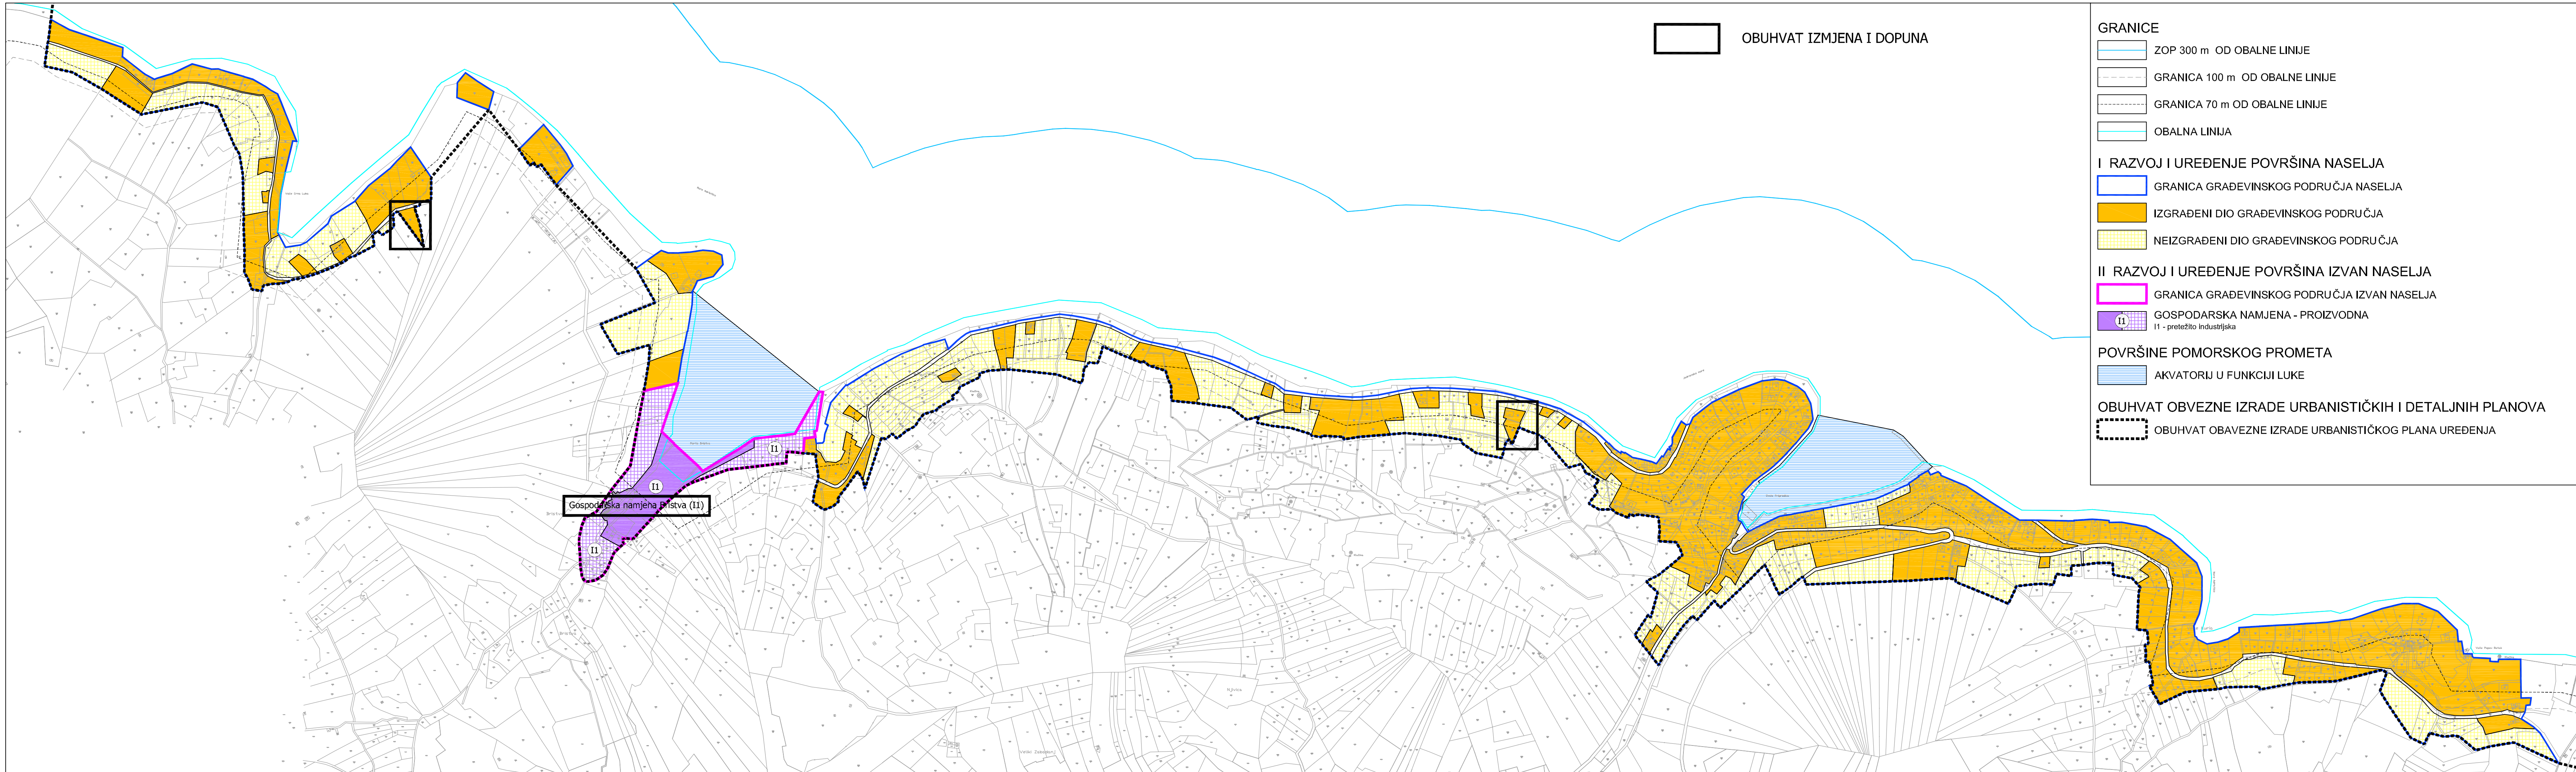 OBUHVAT IZMJENA I DOPUNA
GRANICE
ZOP 300 m OD OBALNE LINIJE
GRANICA 100 m OD OBALNE LINIJE
GRANICA 70 m OD OBALNE LINIJE
OBALNA LINIJA
I RAZVOJ I UREĐENJE POVRŠINA NASELJA
GRANICA GRAĐEVINSKOG PODRUČJA NASELJA
IZGRAĐENI DIO GRAĐEVINSKOG PODRUČJA
NEIZGRAĐENI DIO GRAĐEVINSKOG PODRUČJA
II RAZVOJ I UREĐENJE POVRŠINA IZVAN NASELJA
GRANICA GRAĐEVINSKOG PODRUČJA IZVAN NASELJA
I1
GOSPODARSKA NAMJENA - PROIZVODNA
I1 - pretežito industrijska
POVRŠINE POMORSKOG PROMETA
AKVATORIJ U FUNKCIJI LUKE
OBUHVAT OBVEZNE IZRADE URBANISTIČKIH I DETALJNIH PLANOVA
OBUHVAT OBAVEZNE IZRADE URBANISTIČKOG PLANA UREĐENJA
I1
I1
Gospodarska namjena Bristva (I1)
I1